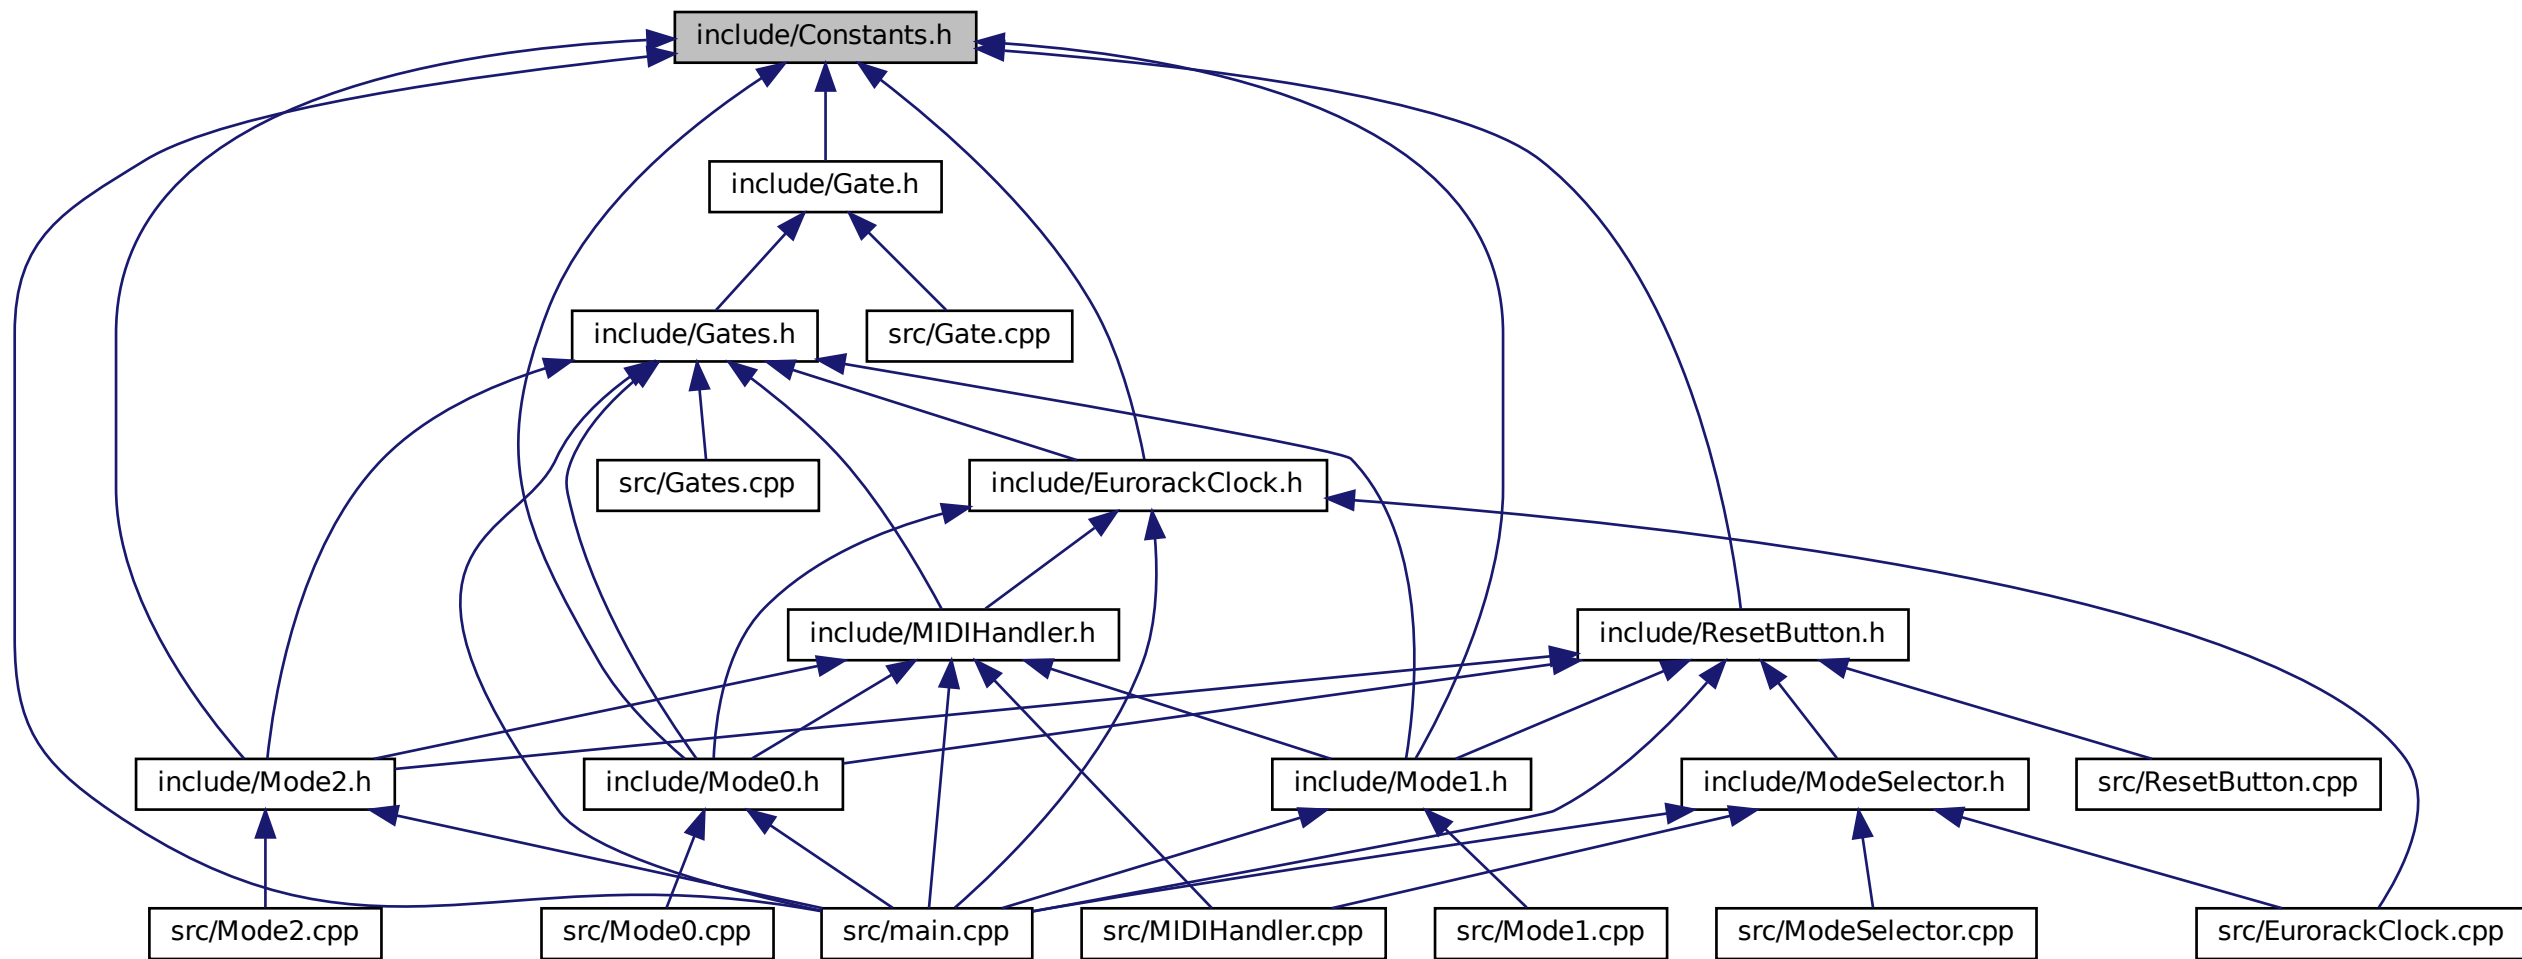 include/Constants.h
include/Gate.h
include/Gates.h
src/Gate.cpp
src/Gates.cpp
include/EurorackClock.h
include/MIDIHandler.h
include/ResetButton.h
include/Mode2.h
include/Mode0.h
include/Mode1.h
include/ModeSelector.h
src/ResetButton.cpp
src/Mode2.cpp
src/Mode0.cpp
src/main.cpp
src/MIDIHandler.cpp
src/Mode1.cpp
src/ModeSelector.cpp
src/EurorackClock.cpp